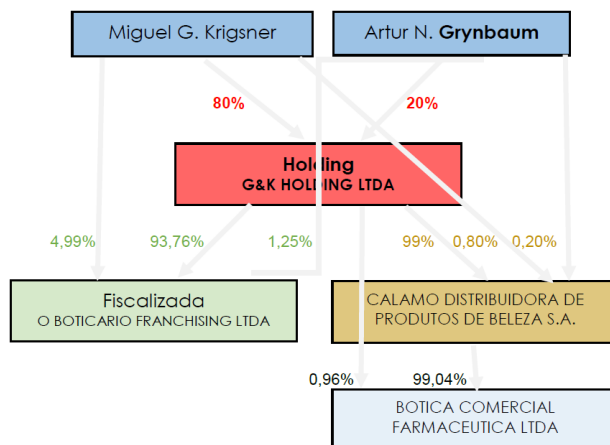 Miguel G. Krigsner
Artur N. Grynbaum
80%
20%
Holding
G&K HOLDING LTDA
4,99%
93,76%
1,25%
99%
0,80%
0,20%
Fiscalizada
O BOTICARIO FRANCHISING LTDA
CALAMO DISTRIBUIDORA DE
PRODUTOS DE BELEZA S.A.
0,96%
99,04%
BOTICA COMERCIAL
FARMACEUTICA LTDA